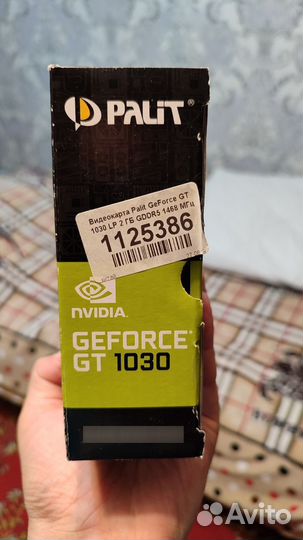 PALIT®
Видеокарта Palit GeForce GT
1030 LP 2 ГБ GDDR5 1468 МГц
1125386
NVIDIA.
GEFORCE®
GT 1030
Avito